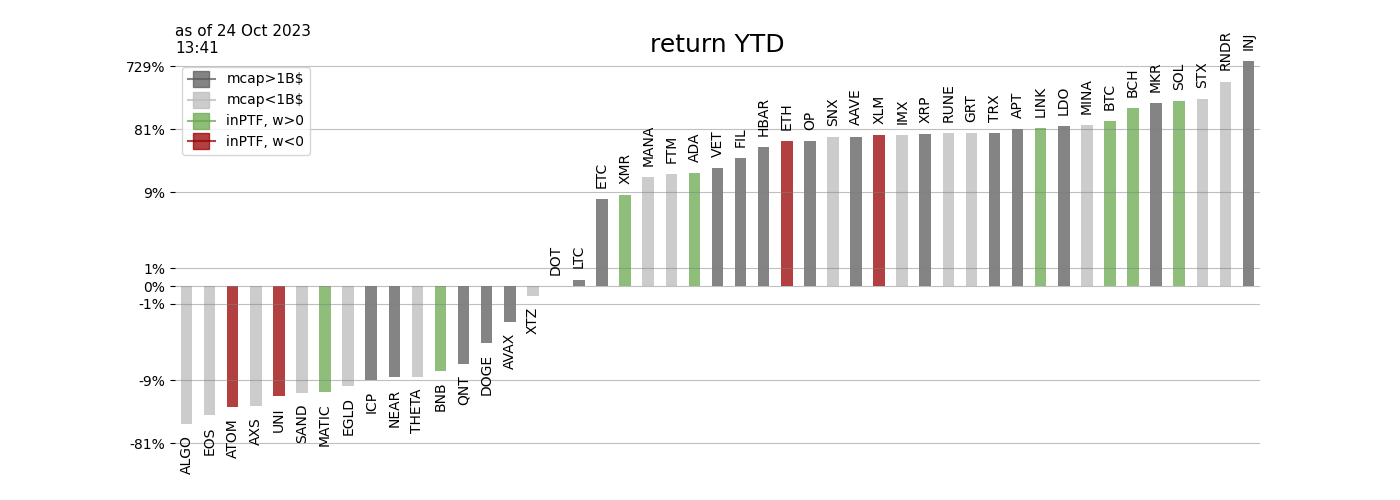 as of 24 Oct 2023
13:41
return YTD
729%
81%
9%
1%
0%
-1%
-9%
-81%
mcap>1B$
mcap<1B$
inPTF, w>0
inPTF, w<0
ALGO
EOS
ATOM
AXS
UNI
SAND
MATIC
EGLD
ICP
NEAR
THETA
BNB
QNT
DOGE
AVAX
XTZ
DOT
LTC
ETC
XMR
MANA
FTM
ADA
VET
FIL
HBAR
ETH
OP
SNX
AAVE
XLM
IMX
XRP
RUNE
GRT
TRX
APT
LINK
LDO
MINA
BTC
BCH
MKR
SOL
STX
RNDR
INJ